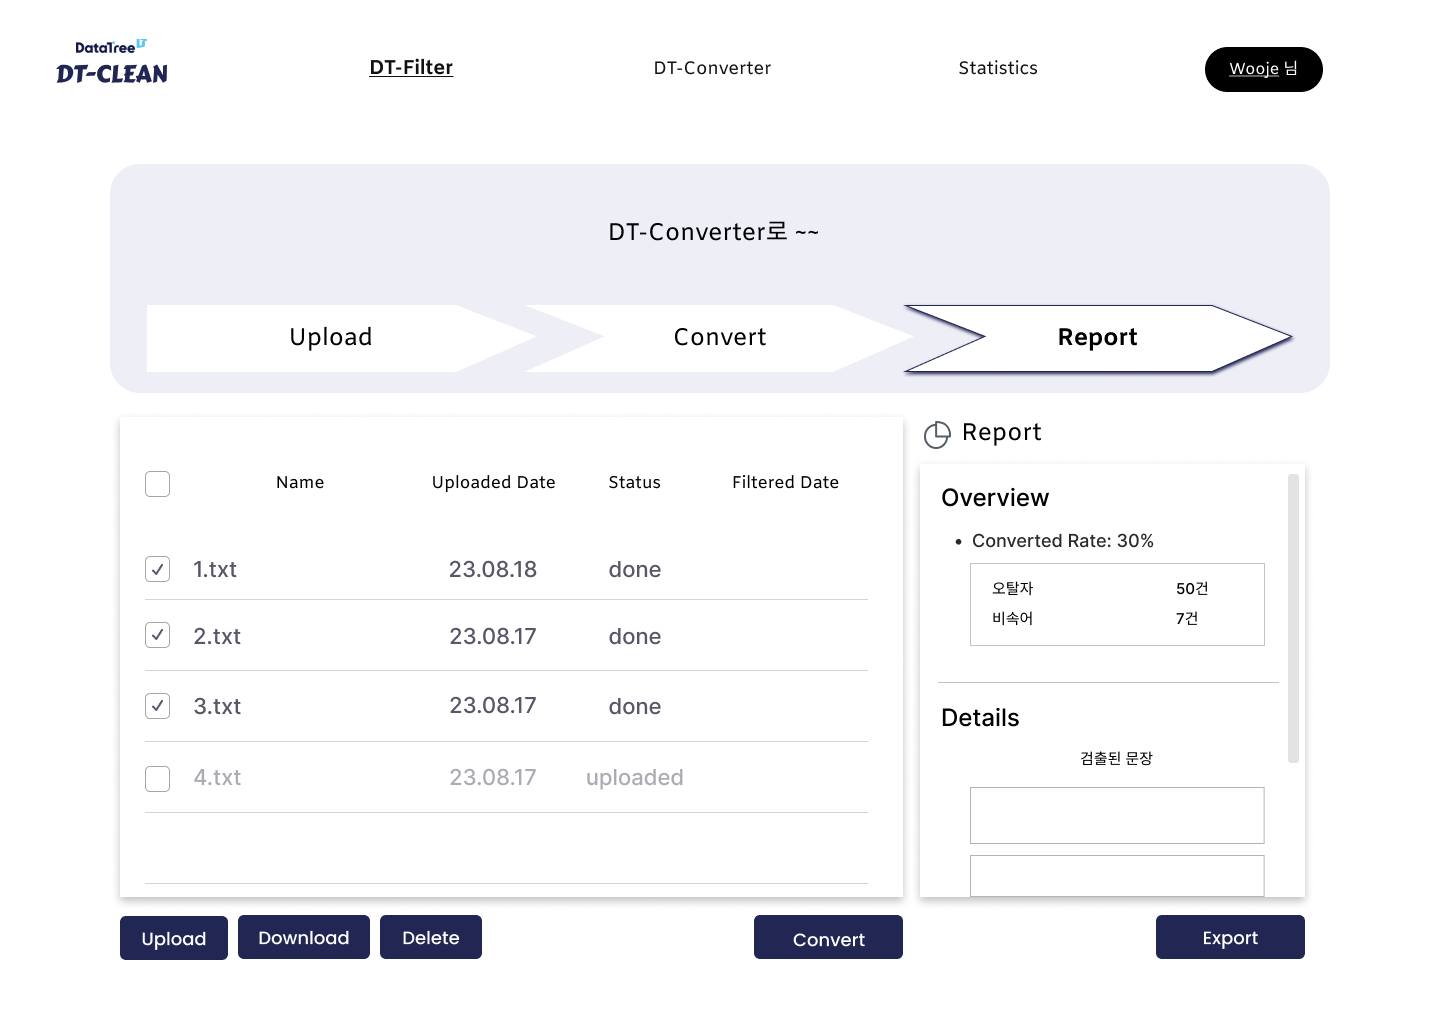 DataTree DT
DT-CLEAN
DT-Filter
DT-Converter
Statistics
Wooje 님
DT-Converter로 ~~
Upload
Convert
Report
Name Uploaded Date Status Filtered Date
1.txt 23.08.18 done
2.txt 23.08.17 done
3.txt 23.08.17 done
4.txt 23.08.17 uploaded
Upload
Download
Delete
Convert
Report
Overview
• Converted Rate: 30%
오탈자 50건
비속어 7건
Details
검출된 문장
Export